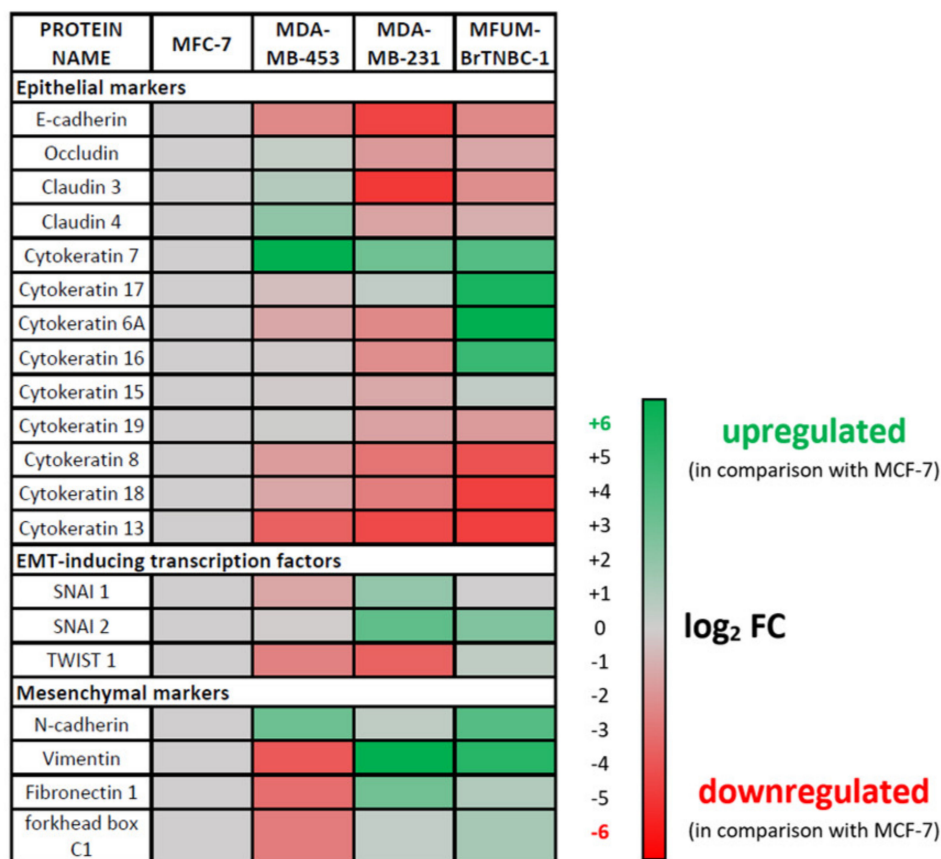 PROTEIN NAME MFC-7 MDA-MB-453 MDA-MB-231 MFUM-BrTNBC-1
Epithelial markers
E-cadherin
Occludin
Claudin 3
Claudin 4
Cytokeratin 7
Cytokeratin 17
Cytokeratin 6A
Cytokeratin 16
Cytokeratin 15
Cytokeratin 19
Cytokeratin 8
Cytokeratin 18
Cytokeratin 13
EMT-inducing transcription factors
SNAI 1
SNAI 2
TWIST 1
Mesenchymal markers
N-cadherin
Vimentin
Fibronectin 1
forkhead box
C1
+6
+5
+4
+3
+2
+1
0
-1
-2
-3
-4
-5
-6
upregulated
(in comparison with MCF-7)
log₂ FC
downregulated
(in comparison with MCF-7)